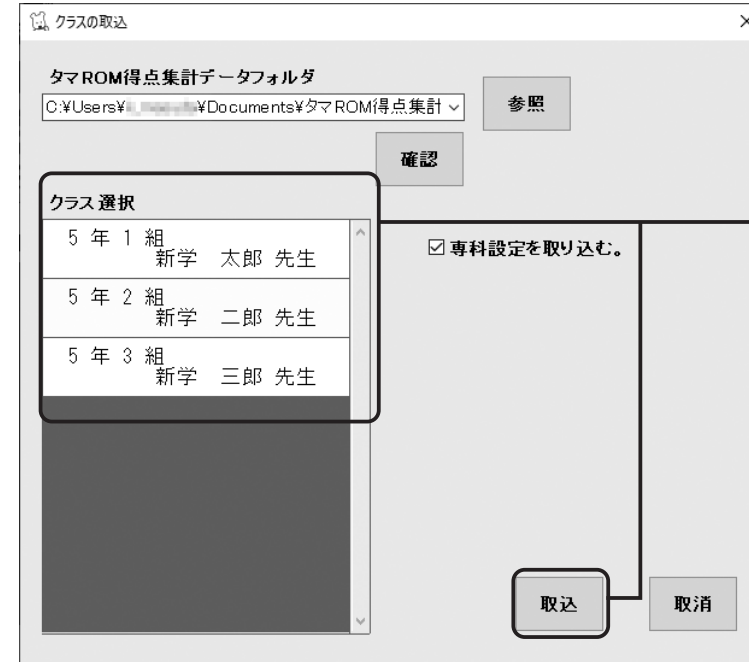 クラスの取込
タマROM得点集計データフォルダ
C:¥Users¥ ¥Documents¥タマROM得点集計
参照
確認
クラス選択
5 年 1 組
新学 太郎 先生
5 年 2 組
新学 二郎 先生
5 年 3 組
新学 三郎 先生
専科設定を取り込む。
取込
取消